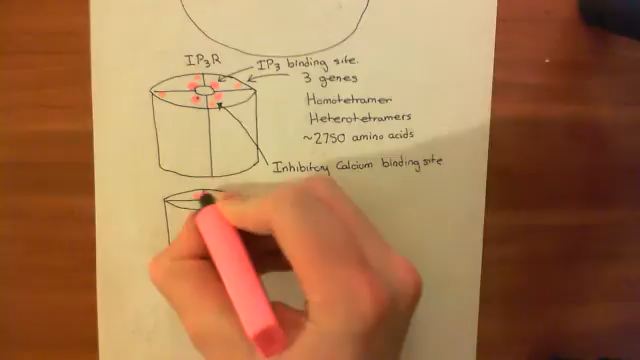 IP3R
IP3 binding site.
3 genes
Homotetramer
Heterotetramers
~2750 amino acids
Inhibitory Calcium binding site